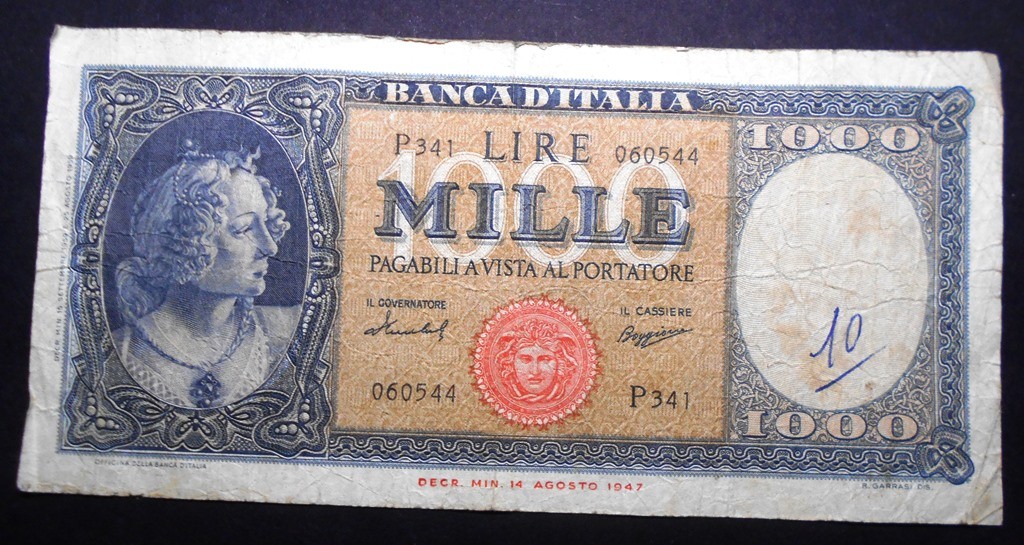 BANCA D'ITALIA
P341 LIRE 060544
1000
MILLE
PAGABILI A VISTA AL PORTATORE
IL GOVERNATORE
IL CASSIERE
060544 P341
1000
10
1000
OFFICINA DELLA BANCA D'ITALIA
DECR. MIN. 14 AGOSTO 1947
R. GARRASI DIS.